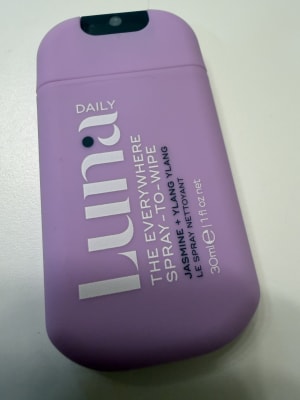 Luna
DAILY
THE EVERYWHERE
SPRAY-TO-WIPE
JASMINE + YLANG YLANG
LE SPRAY NETTOYANT
30ml e | 1 fl oz net